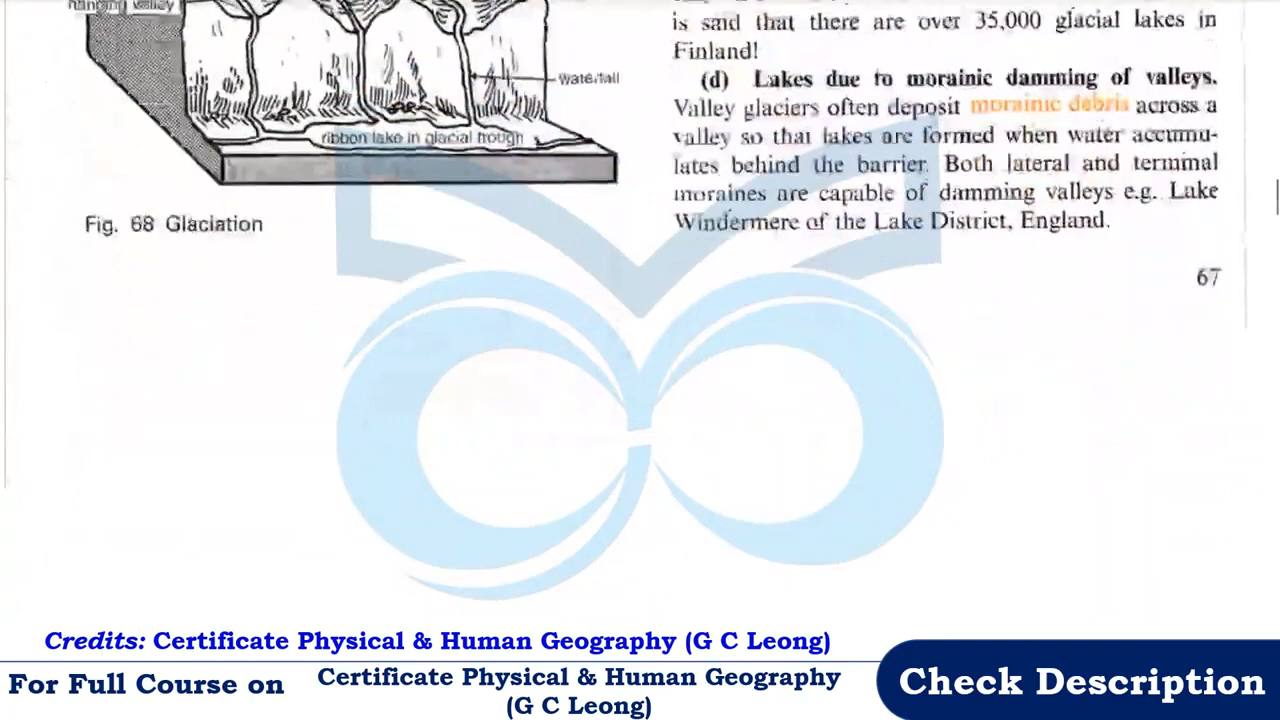 hanging valley
waterfall
ribbon lake in glacial trough
Fig. 68 Glaciation
is said that there are over 35,000 glacial lakes in
Finland!
(d) Lakes due to morainic damming of valleys.
Valley glaciers often deposit morainic debris across a
valley so that lakes are formed when water accumu-
lates behind the barrier. Both lateral and terminal
moraines are capable of damming valleys e.g. Lake
Windermere of the Lake District, England.
67
Credits: Certificate Physical & Human Geography (G C Leong)
For Full Course on
Certificate Physical & Human Geography
(G C Leong)
Check Description